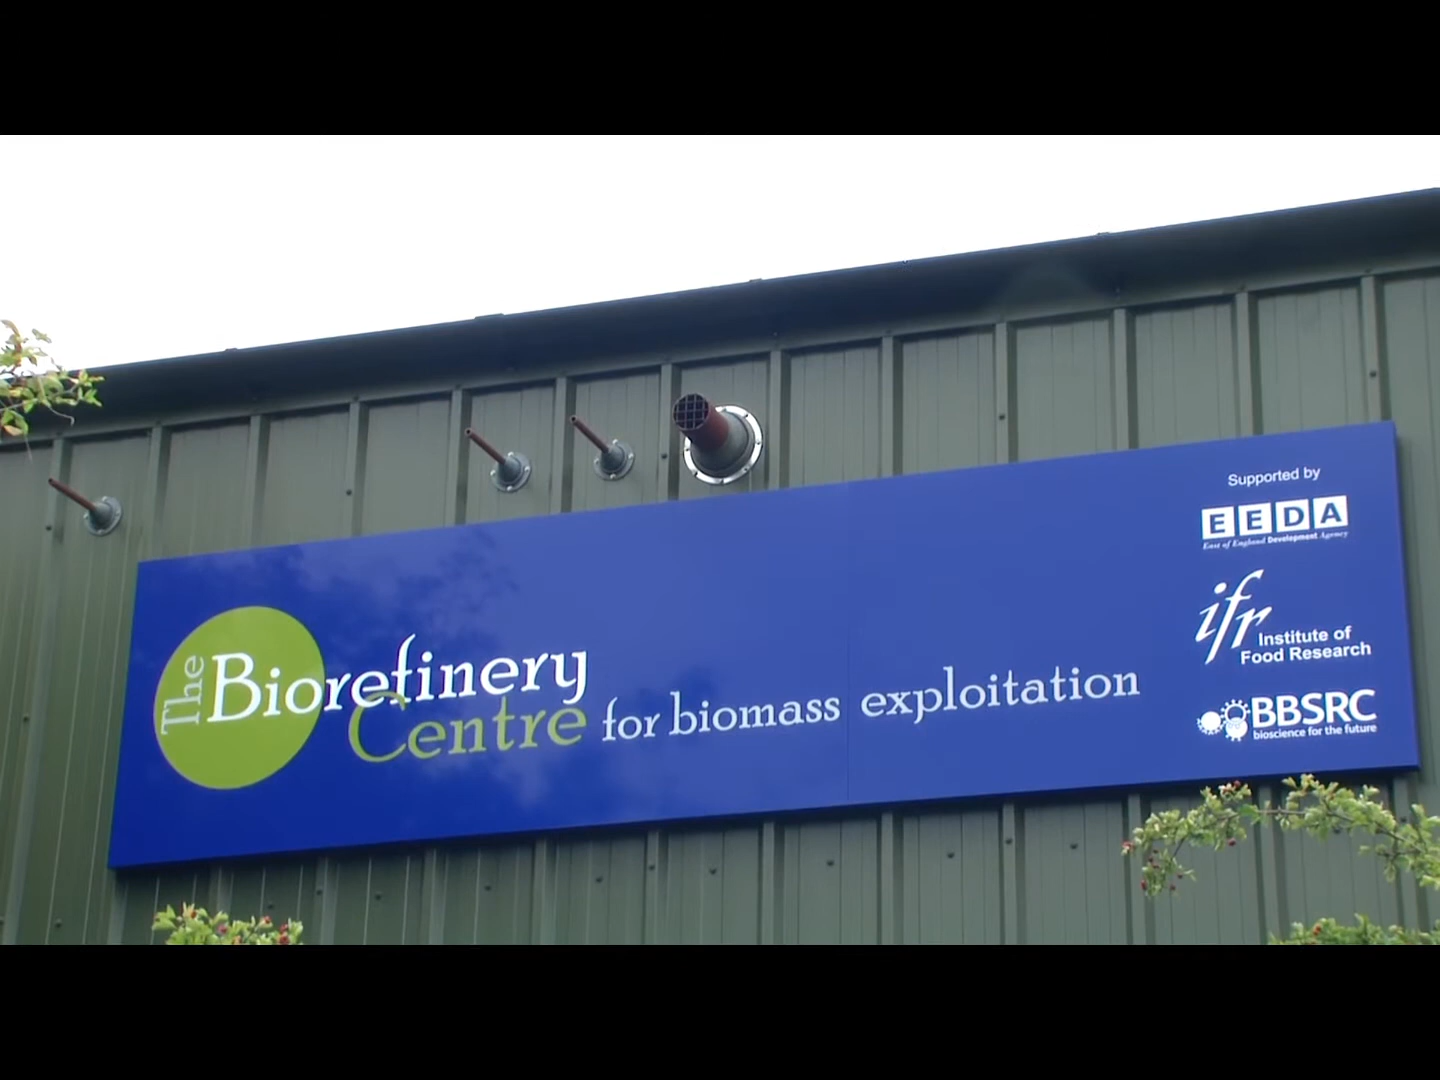 The Biorefinery
Centre for biomass exploitation
Supported by
EEDA
East of England Development Agency
ifr
Institute of
Food Research
BBSRC
bioscience for the future